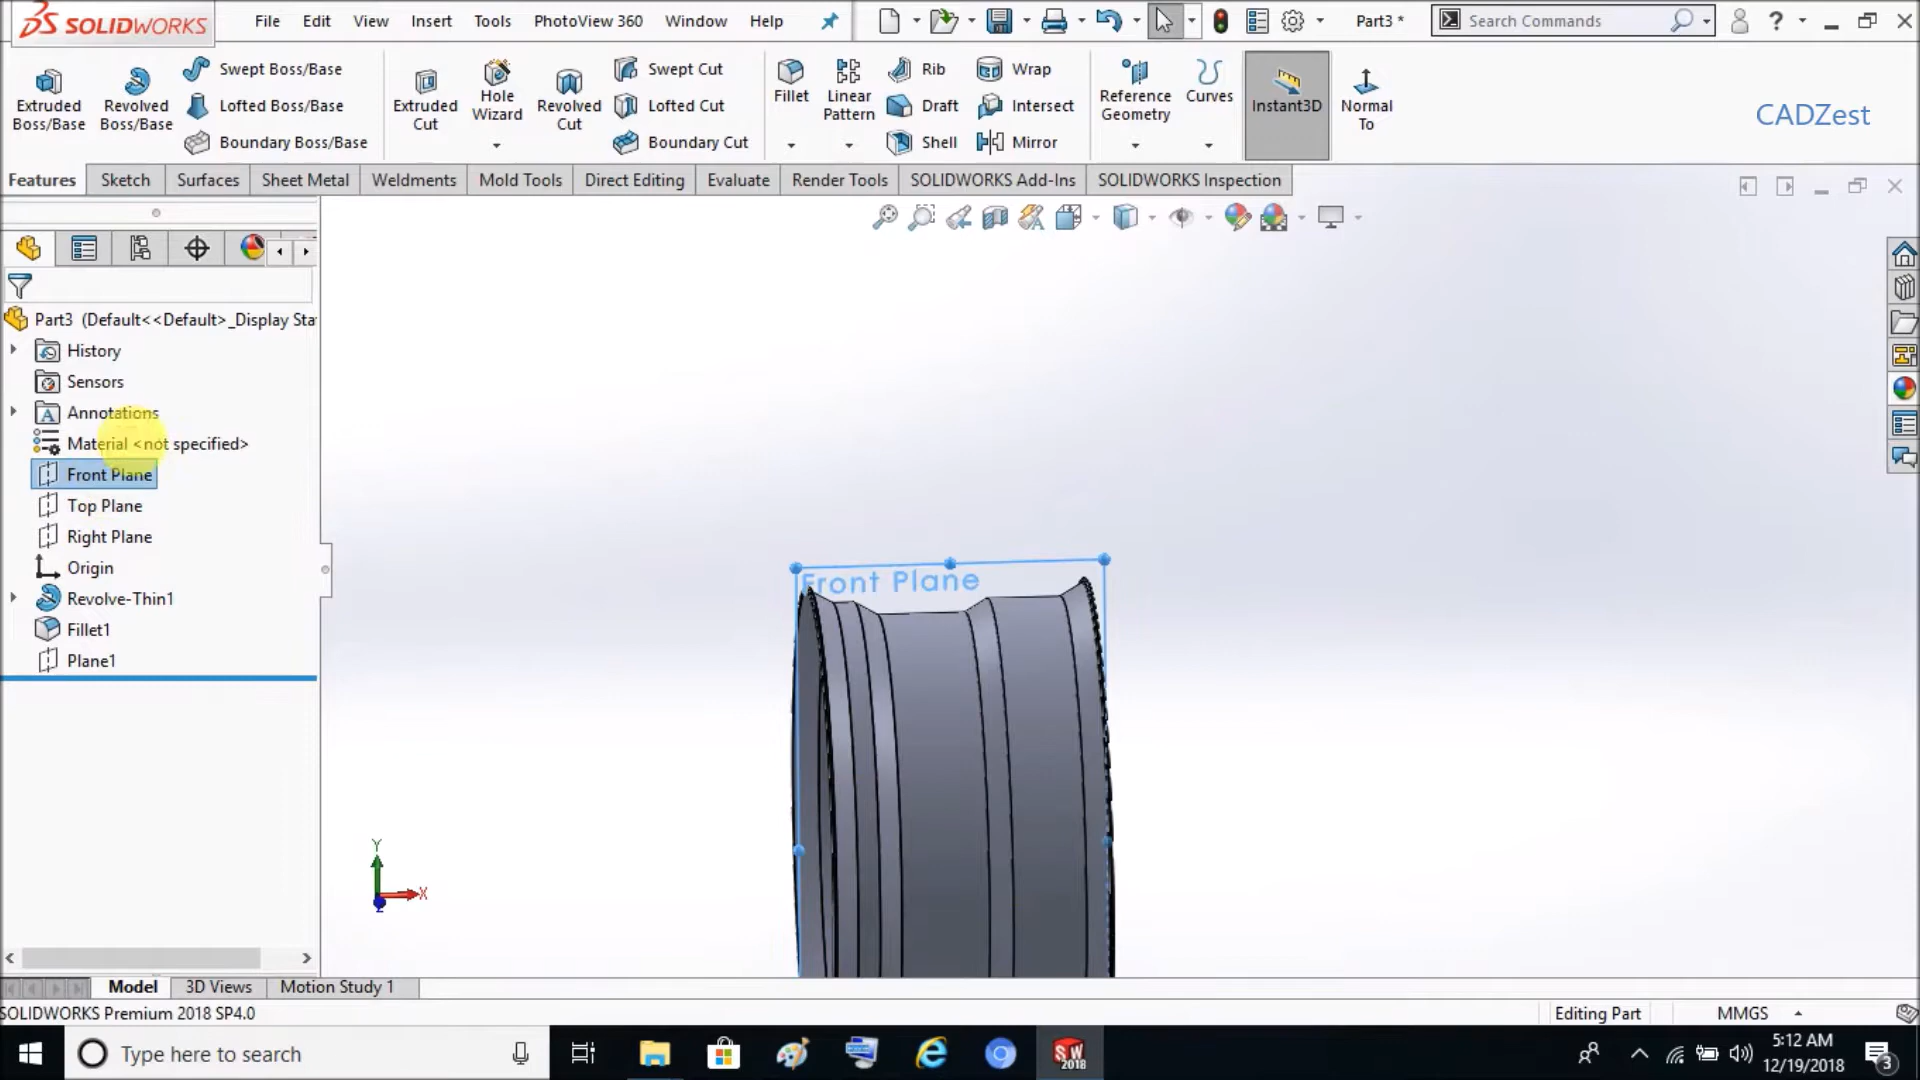 SOLIDWORKS File Edit View Insert Tools PhotoView 360 Window Help Part3 * Search Commands ?
Extruded Boss/Base
Revolved Boss/Base
Swept Boss/Base
Lofted Boss/Base
Boundary Boss/Base
Extruded Cut
Hole Wizard
Revolved Cut
Swept Cut
Lofted Cut
Boundary Cut
Fillet
Linear Pattern
Rib
Draft
Shell
Wrap
Intersect
Mirror
Reference Geometry
Curves
Instant3D
Normal To
CADZest
Features Sketch Surfaces Sheet Metal Weldments Mold Tools Direct Editing Evaluate Render Tools SOLIDWORKS Add-Ins SOLIDWORKS Inspection
Part3 (Default<<Default>_Display Sta
History
Sensors
Annotations
Material <not specified>
Front Plane
Top Plane
Right Plane
Origin
Revolve-Thin1
Fillet1
Plane1
Front Plane
Y
X
Z
Model 3D Views Motion Study 1
SOLIDWORKS Premium 2018 SP4.0 Editing Part MMGS
Type here to search
SW
2018
5:12 AM
12/19/2018
3